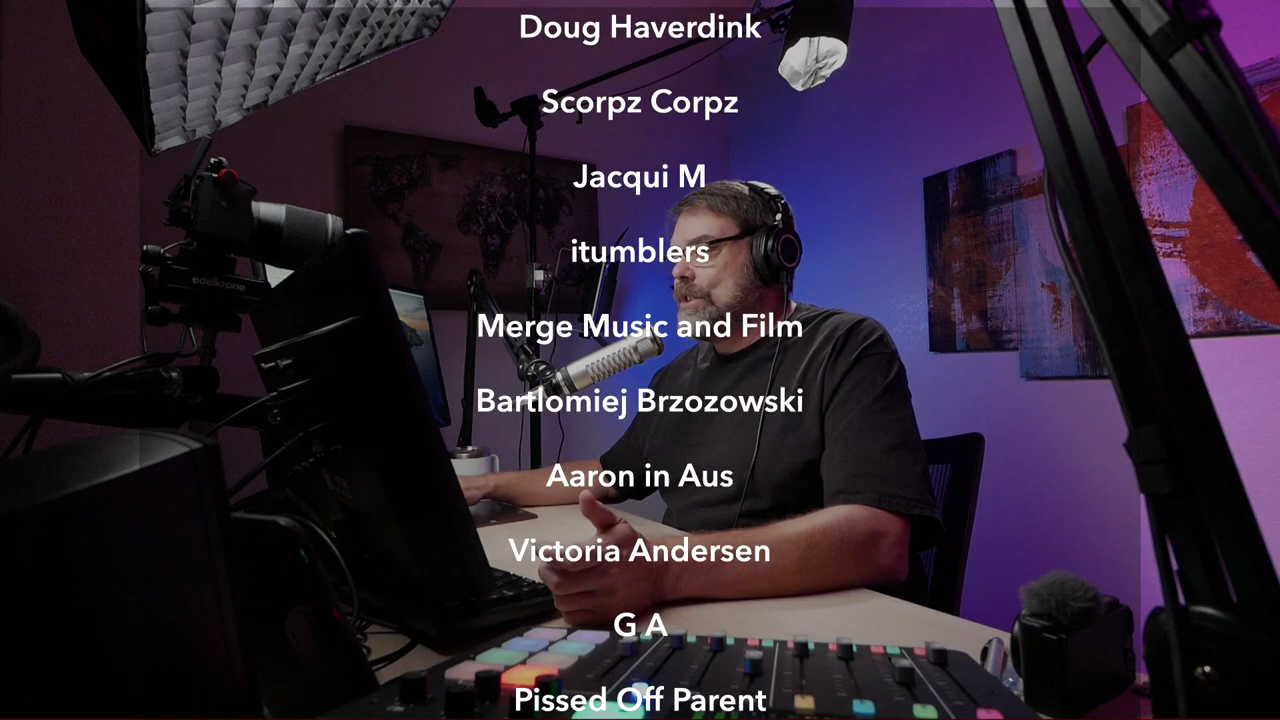 Doug Haverdink
Scorpz Corpz
Jacqui M
itumblers
edelkrone
Merge Music and Film
Bartlomiej Brzozowski
Aaron in Aus
Victoria Andersen
G A
Pissed Off Parent